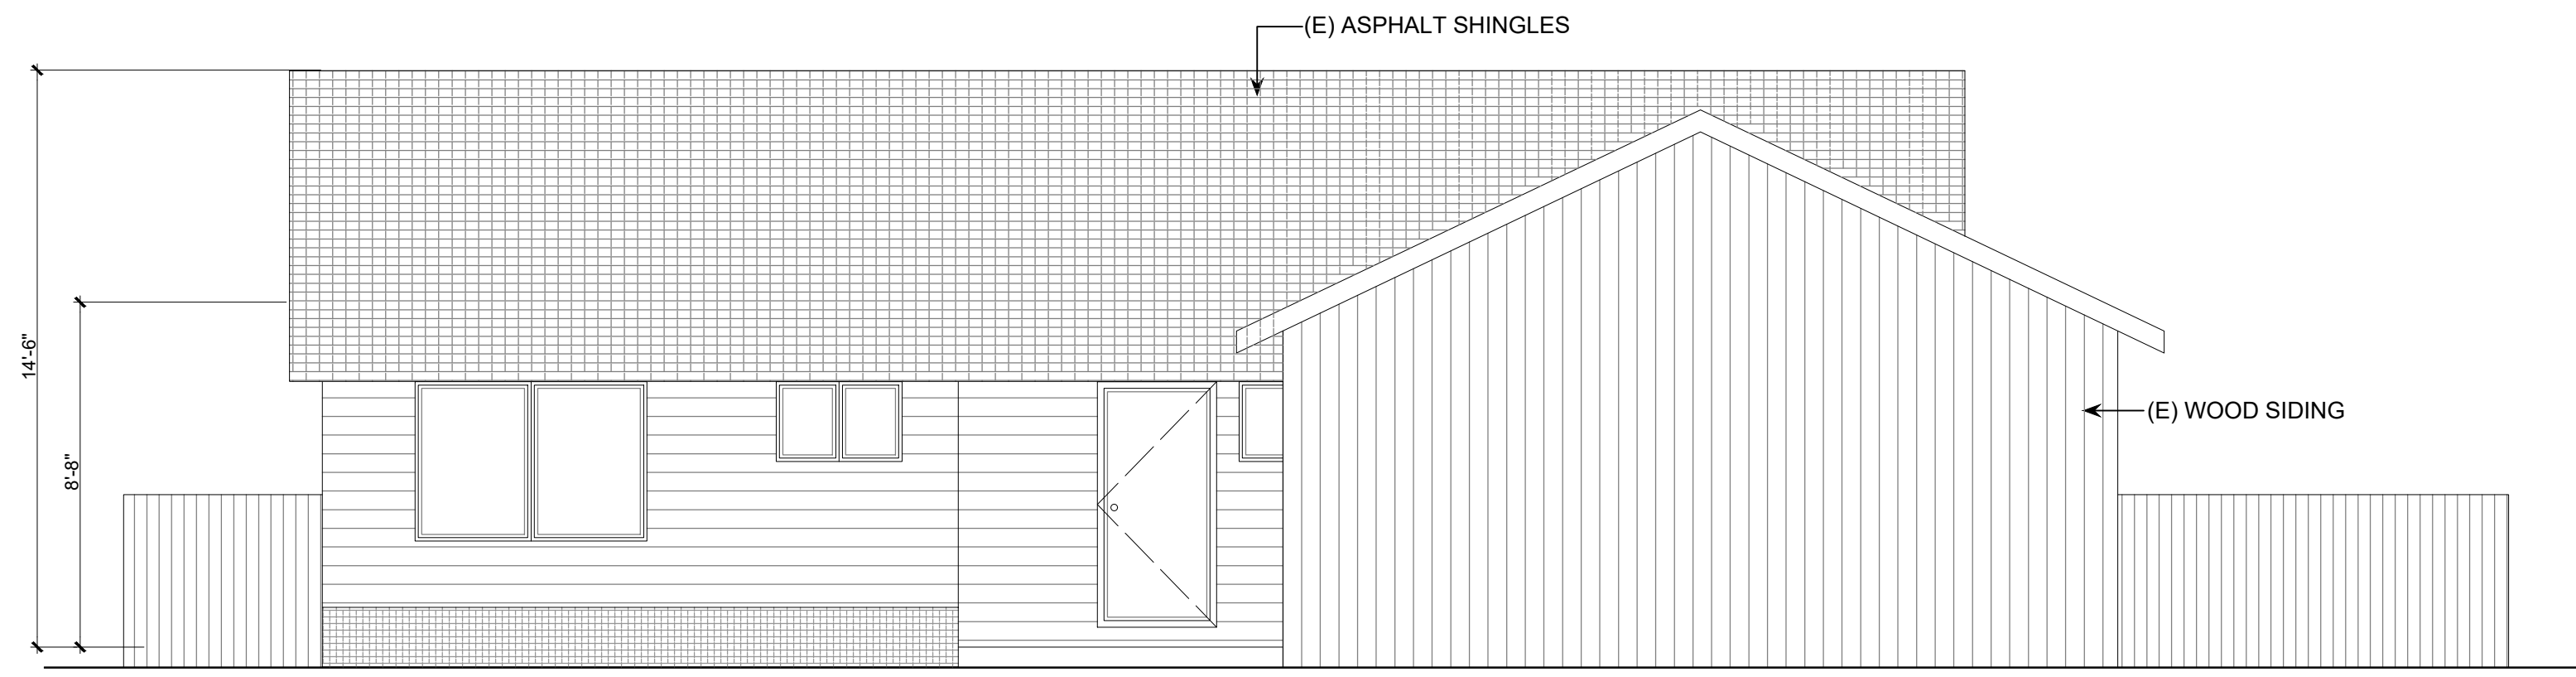 (E) ASPHALT SHINGLES
14'-6"
8'-8"
(E) WOOD SIDING